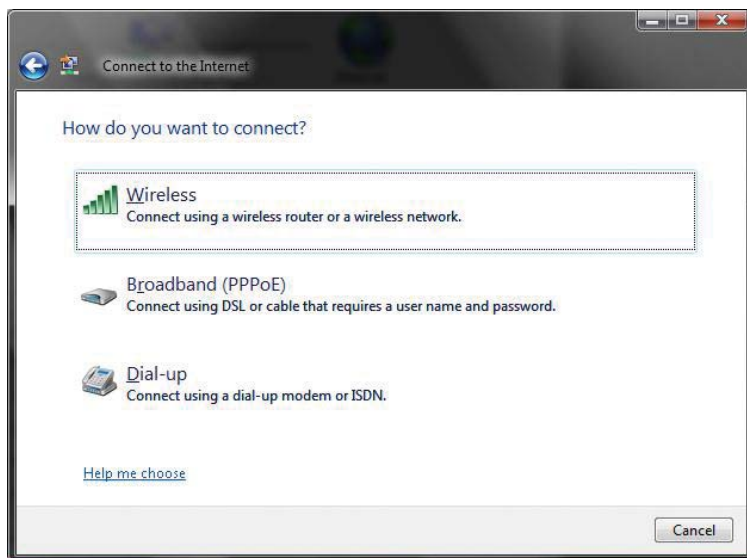 Connect to the Internet
How do you want to connect?
Wireless
Connect using a wireless router or a wireless network.
Broadband (PPPoE)
Connect using DSL or cable that requires a user name and password.
Dial-up
Connect using a dial-up modem or ISDN.
Help me choose
Cancel